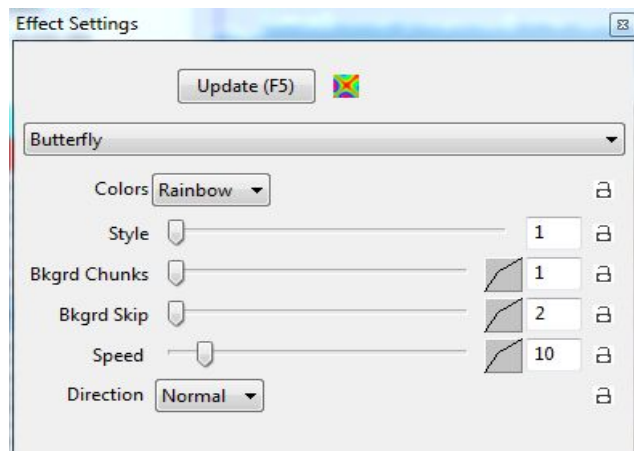 Effect Settings
Update (F5)
Butterfly
Colors Rainbow
Style 1
Bkgrd Chunks 1
Bkgrd Skip 2
Speed 10
Direction Normal